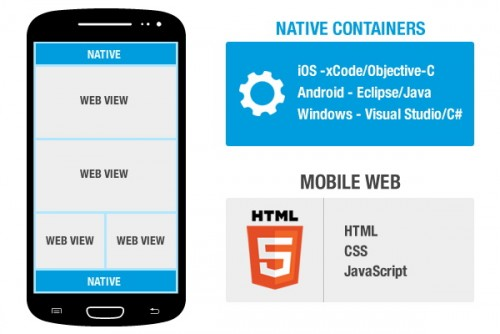 NATIVE
WEB VIEW
WEB VIEW
WEB VIEW WEB VIEW
NATIVE
NATIVE CONTAINERS
iOS -xCode/Objective-C
Android - Eclipse/Java
Windows - Visual Studio/C#
MOBILE WEB
HTML
5
HTML
CSS
JavaScript